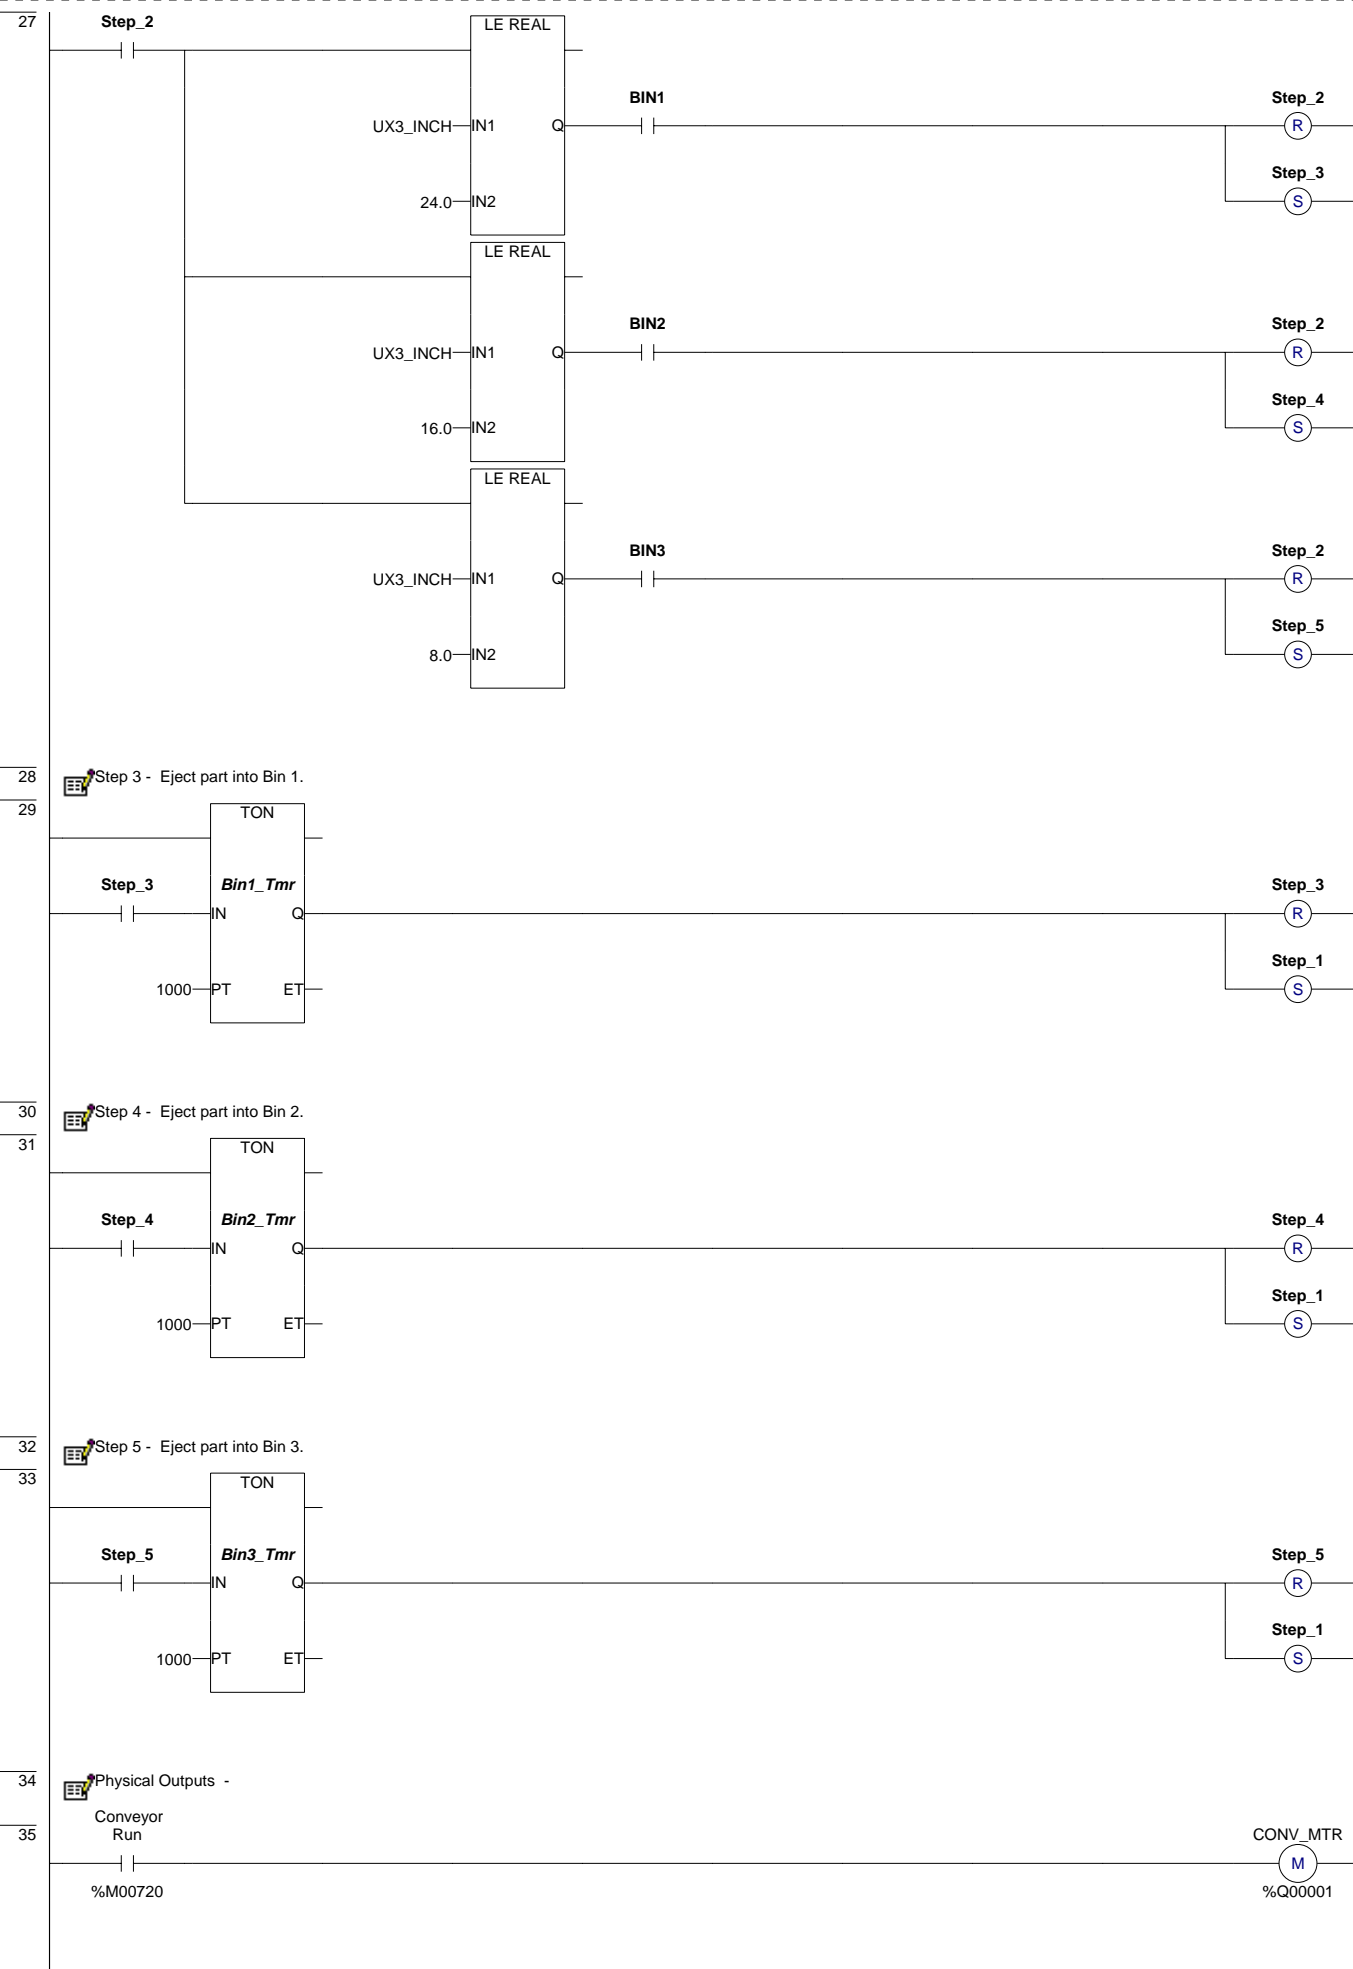 27
Step_2
LE REAL
BIN1
Step_2
UX3_INCH
IN1
Q
R
Step_3
24.0
IN2
S
LE REAL
BIN2
Step_2
UX3_INCH
IN1
Q
R
Step_4
16.0
IN2
S
LE REAL
BIN3
Step_2
UX3_INCH
IN1
Q
R
Step_5
8.0
IN2
S
28
Step 3 - Eject part into Bin 1.
29
TON
Step_3
Bin1_Tmr
Step_3
IN
Q
R
Step_1
1000
PT
ET
S
30
Step 4 - Eject part into Bin 2.
31
TON
Step_4
Bin2_Tmr
Step_4
IN
Q
R
Step_1
1000
PT
ET
S
32
Step 5 - Eject part into Bin 3.
33
TON
Step_5
Bin3_Tmr
Step_5
IN
Q
R
Step_1
1000
PT
ET
S
34
Physical Outputs -
35
Conveyor
Run
CONV_MTR
M
%M00720
%Q00001